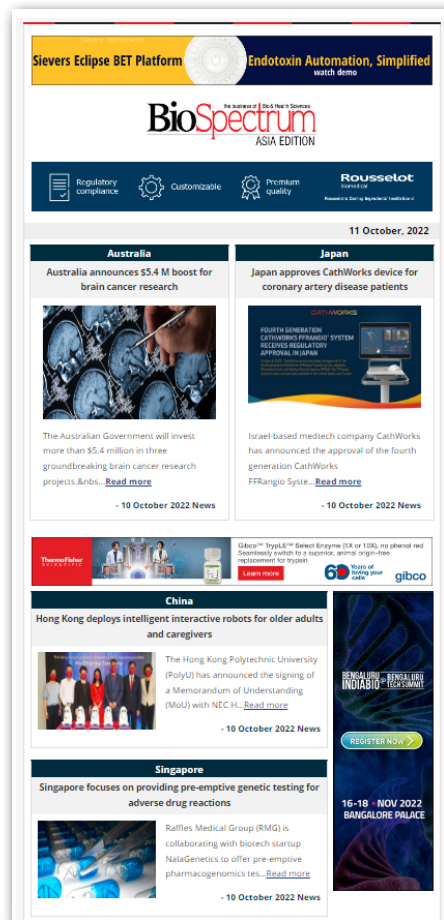 Sievers Eclipse BET Platform
Endotoxin Automation, Simplified
watch demo
the business of Bio & Health Sciences
BioSpectrum
ASIA EDITION
Regulatory
compliance
Customizable
Premium
quality
Rousselot
Biomedical
Rousselot is Darling Ingredients' health brand
11 October, 2022
Australia
Australia announces $5.4 M boost for
brain cancer research
The Australian Government will invest
more than $5.4 million in three
groundbreaking brain cancer research
projects.&nbs...Read more
- 10 October 2022 News
Japan
Japan approves CathWorks device for
coronary artery disease patients
CATHWORKS
FOURTH GENERATION
CATHWORKS FFRANGIO® SYSTEM
RECEIVES REGULATORY
APPROVAL IN JAPAN
Israel-based medtech company CathWorks
has announced the approval of the fourth
generation CathWorks
FFRangio Syste...Read more
- 10 October 2022 News
ThermoFisher
SCIENTIFIC
Gibco™ TrypLE™ Select Enzyme (1X or 10X), no phenol red
Seamlessly switch to a superior, animal origin-free
replacement for trypsin
Learn more
60 Years of
loving your
cells
gibco
China
Hong Kong deploys intelligent interactive robots for older adults
and caregivers
The Hong Kong Polytechnic University
(PolyU) has announced the signing of
a Memorandum of Understanding
(MoU) with NEC H...Read more
- 10 October 2022 News
Singapore
Singapore focuses on providing pre-emptive genetic testing for
adverse drug reactions
Raffles Medical Group (RMG) is
collaborating with biotech startup
NalaGenetics to offer pre-emptive
pharmacogenomics tes...Read more
- 10 October 2022 News
BENGALURU
INDIABIO
BENGALURU
TECH SUMMIT
REGISTER NOW
16-18 • NOV 2022
BANGALORE PALACE